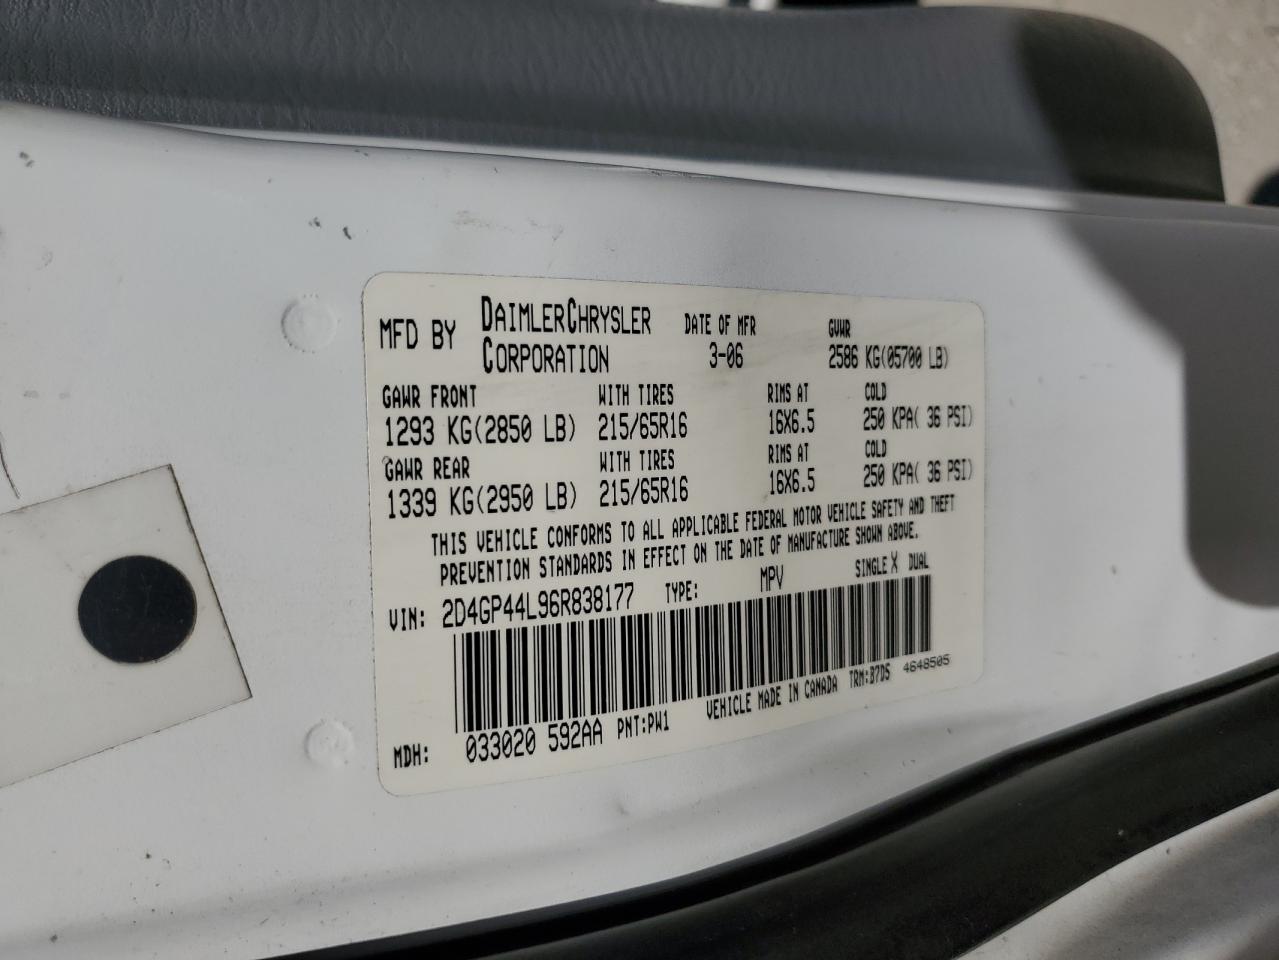 MFD BY DAIMLERCHRYSLER CORPORATION DATE OF MFR 3-06 GVWR 2586 KG(05700 LB)
GAWR FRONT WITH TIRES RIMS AT COLD
1293 KG(2850 LB) 215/65R16 16X6.5 250 KPA( 36 PSI)
GAWR REAR WITH TIRES RIMS AT COLD
1339 KG(2950 LB) 215/65R16 16X6.5 250 KPA( 36 PSI)
THIS VEHICLE CONFORMS TO ALL APPLICABLE FEDERAL MOTOR VEHICLE SAFETY AND THEFT
PREVENTION STANDARDS IN EFFECT ON THE DATE OF MANUFACTURE SHOWN ABOVE.
VIN: 2D4GP44L96R838177 TYPE: MPV SINGLE X DUAL
MDH: 033020 592AA PNT:PW1 VEHICLE MADE IN CANADA TRM:B7D5 4648505